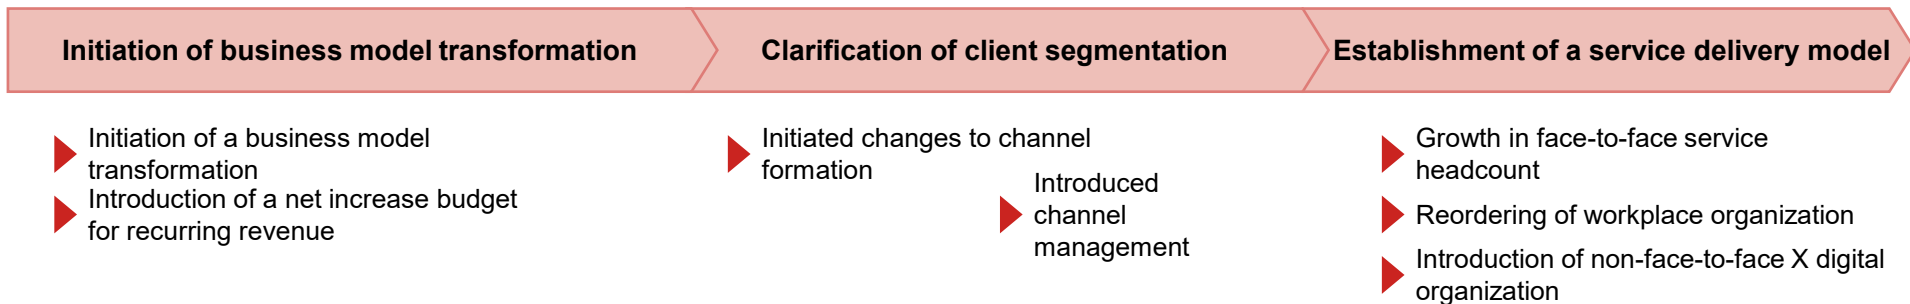 Initiation of business model transformation
Clarification of client segmentation
Establishment of a service delivery model
Initiation of a business model
transformation
Introduction of a net increase budget
for recurring revenue
Initiated changes to channel
formation
Introduced
channel
management
Growth in face-to-face service
headcount
Reordering of workplace organization
Introduction of non-face-to-face X digital
organization